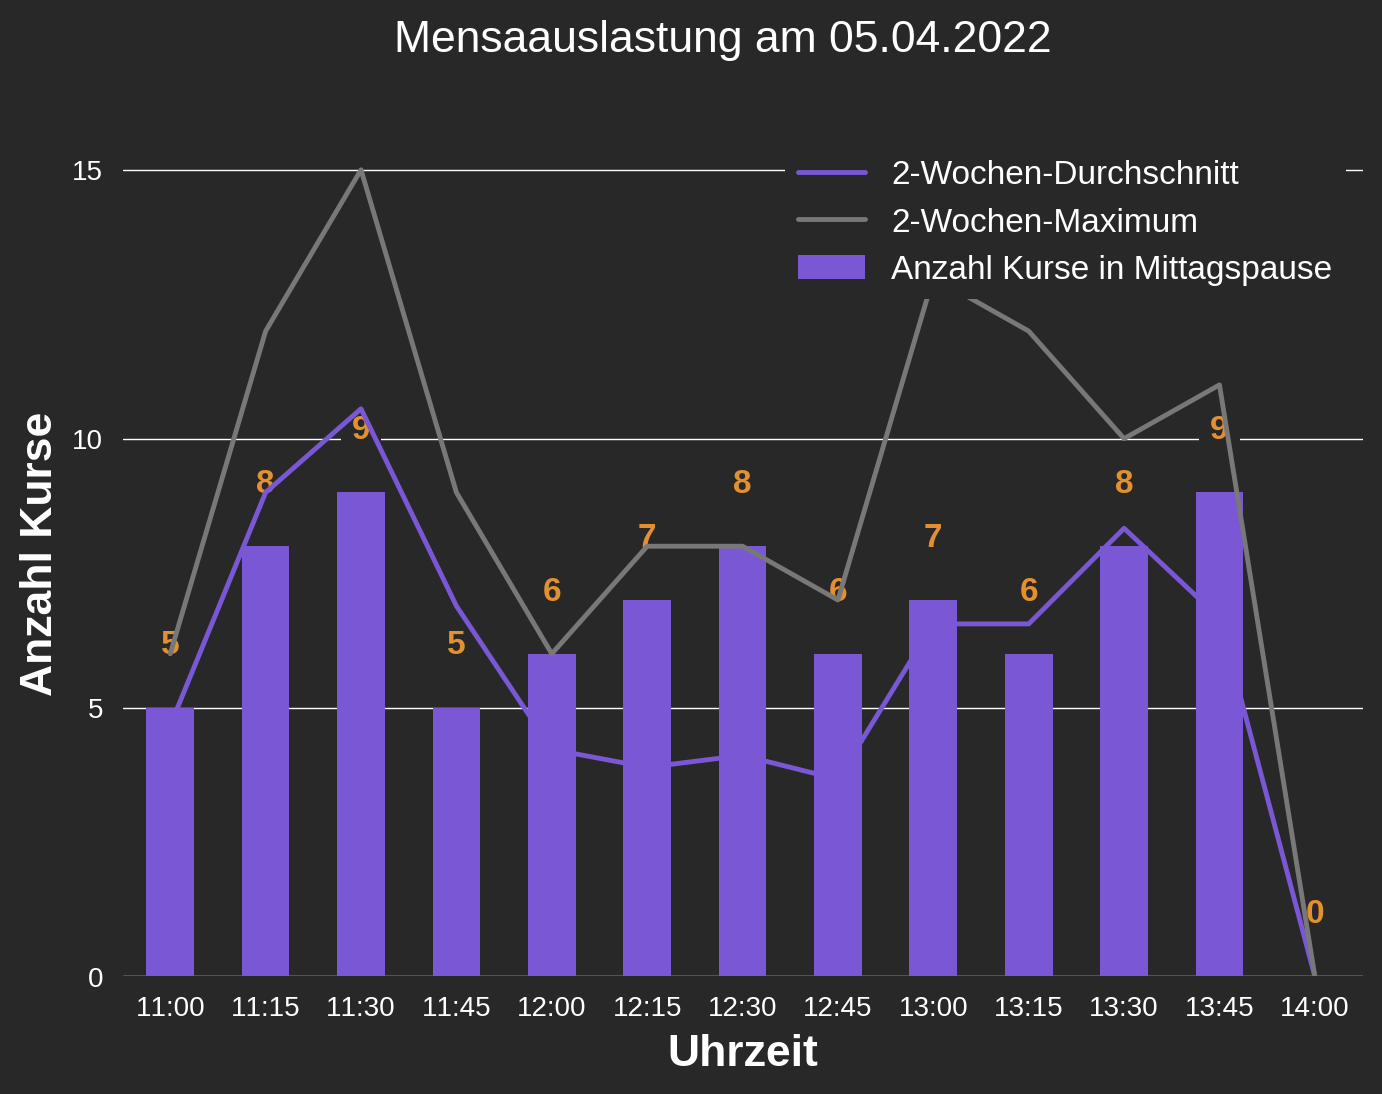 Mensaauslastung am 05.04.2022
15
2-Wochen-Durchschnitt
2-Wochen-Maximum
Anzahl Kurse in Mittagspause
10
5
0
Anzahl Kurse
5
8
9
5
6
7
8
6
7
6
8
9
0
11:00 11:15 11:30 11:45 12:00 12:15 12:30 12:45 13:00 13:15 13:30 13:45 14:00
Uhrzeit